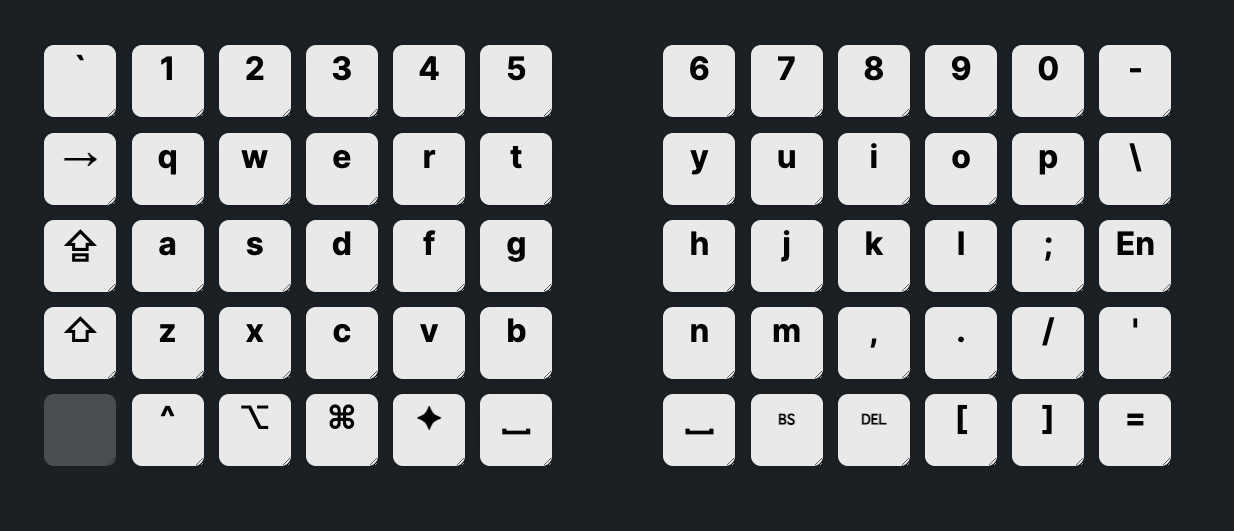 ` 1 2 3 4 5 6 7 8 9 0 -
→ q w e r t y u i o p \
⇪ a s d f g h j k l ; En
⇧ z x c v b n m , . / '
^ ⌥ ⌘ ✦ ⎵ ⎵ BS DEL [ ] =